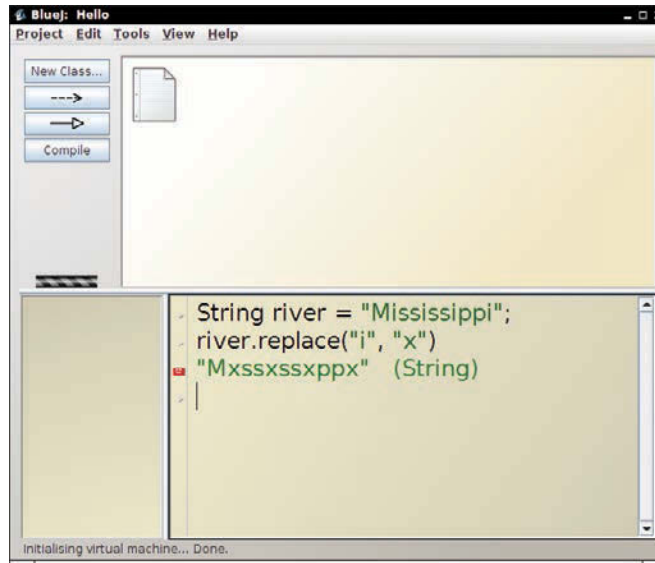 BlueJ: Hello
Project Edit Tools View Help
New Class...
Compile
String river = "Mississippi";
river.replace("i", "x")
"Mxssxssxppx" (String)
Initialising virtual machine... Done.